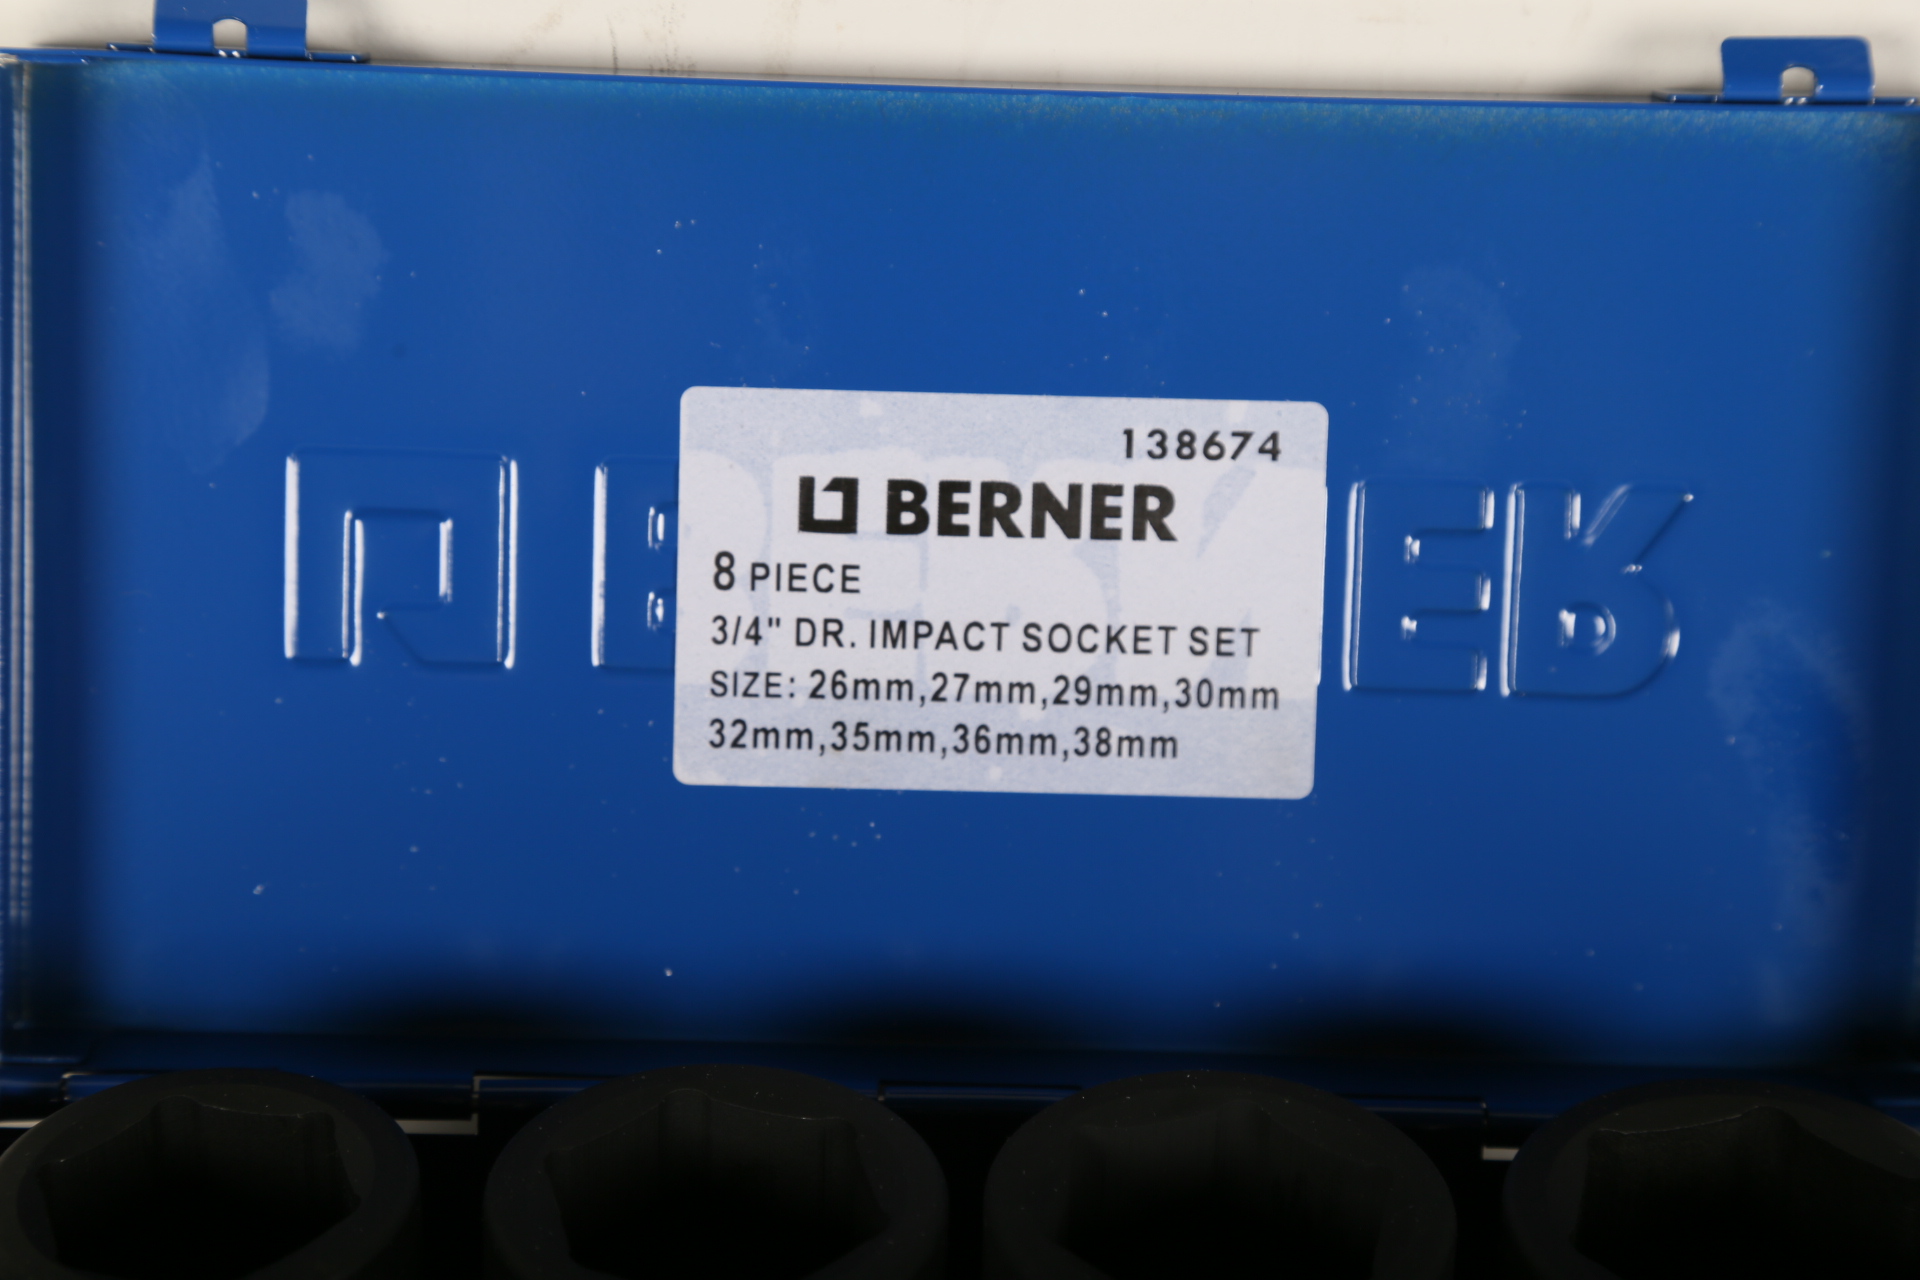 138674
BERNER
8 PIECE
3/4" DR. IMPACT SOCKET SET
SIZE: 26mm,27mm,29mm,30mm
32mm,35mm,36mm,38mm